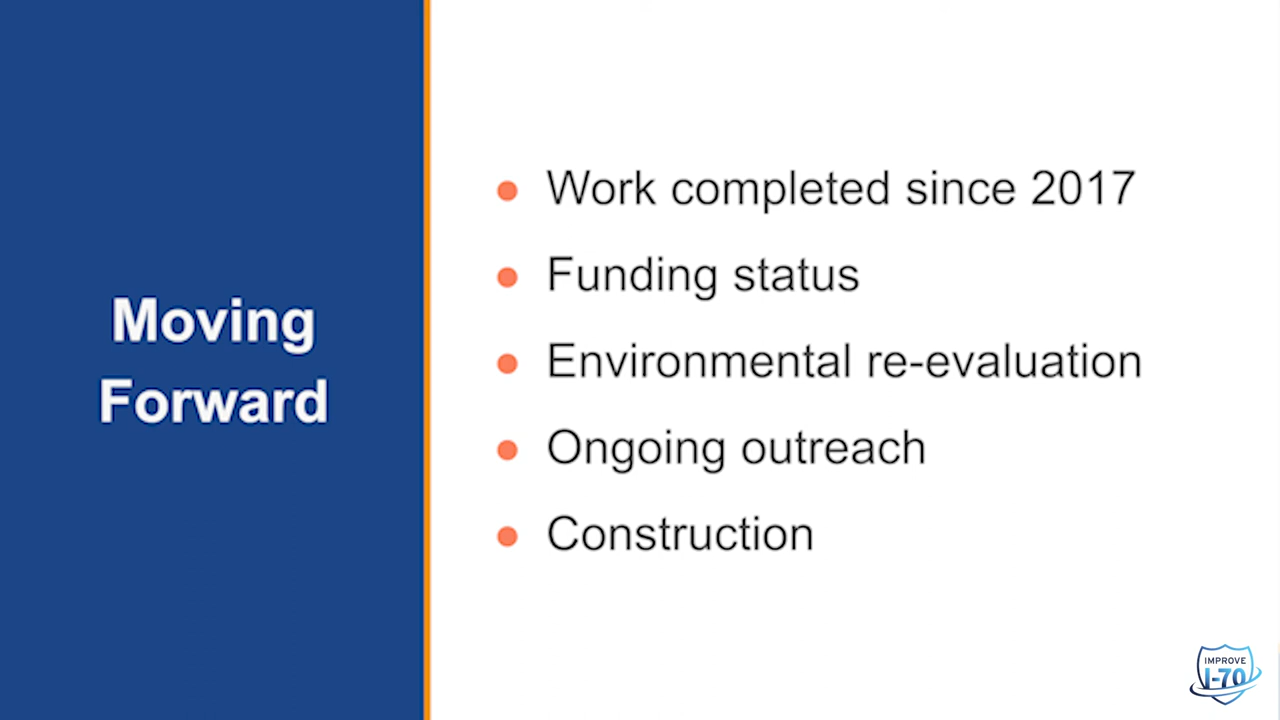 Moving
Forward
Work completed since 2017
Funding status
Environmental re-evaluation
Ongoing outreach
Construction
IMPROVE
I-70